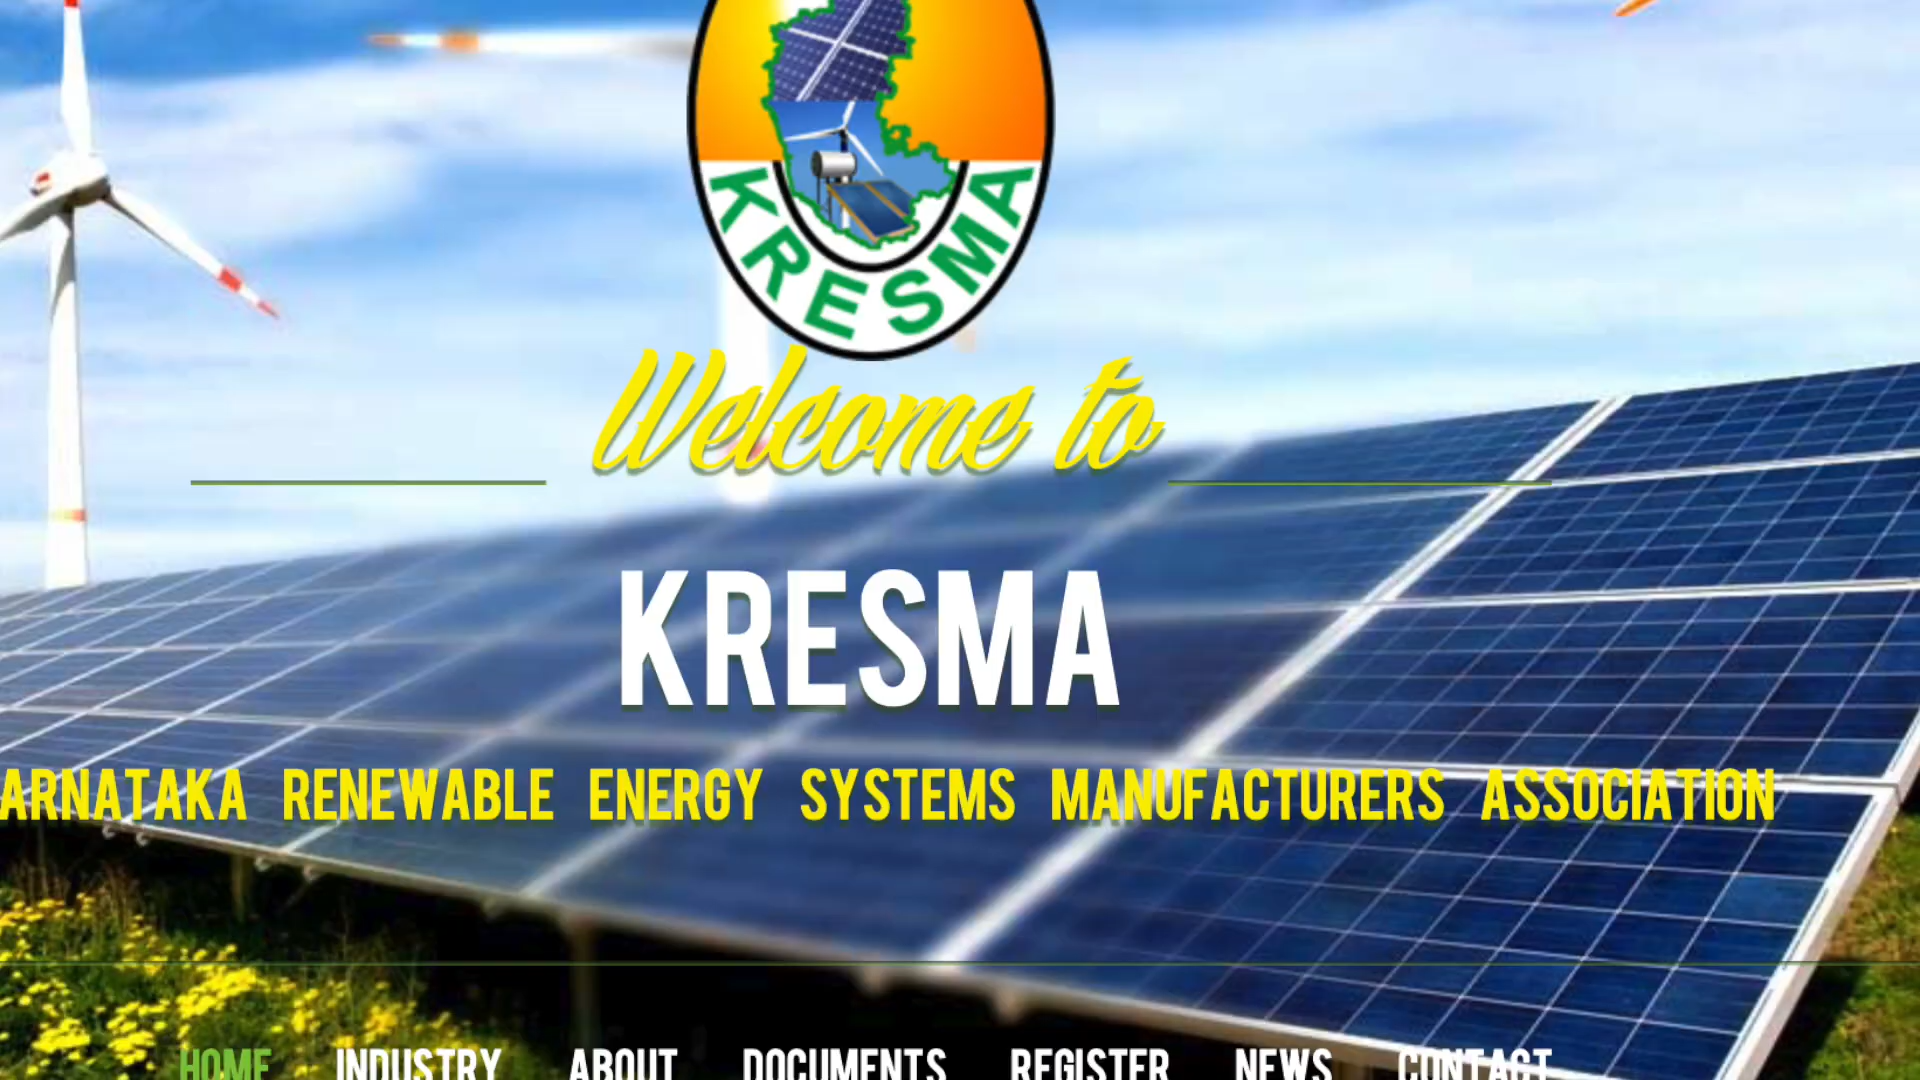 KRESMA
Welcome to
KRESMA
ARNATAKA RENEWABLE ENERGY SYSTEMS MANUFACTURERS ASSOCIATION
HOME INDUSTRY ABOUT DOCUMENTS REGISTER NEWS CONTACT